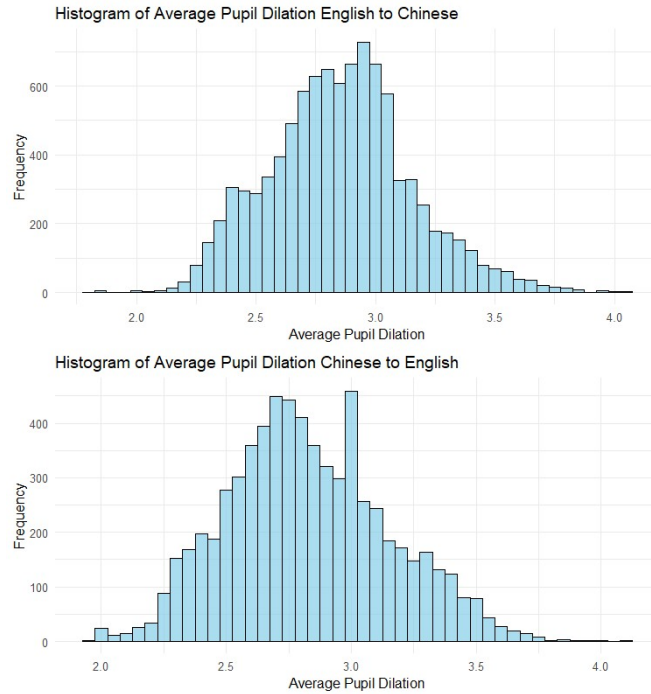 Histogram of Average Pupil Dilation English to Chinese
600
400
200
0
Frequency
2.0 2.5 3.0 3.5 4.0
Average Pupil Dilation
Histogram of Average Pupil Dilation Chinese to English
400
300
200
100
0
Frequency
2.0 2.5 3.0 3.5 4.0
Average Pupil Dilation